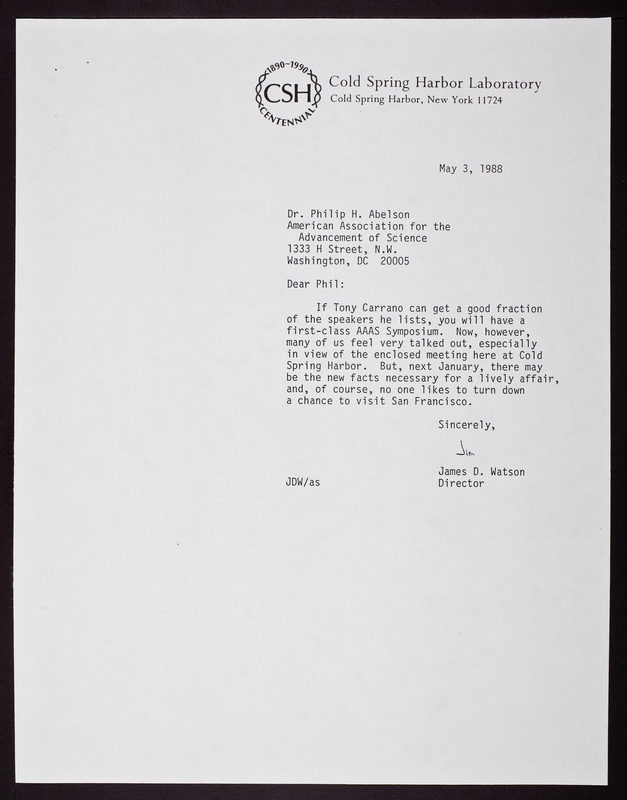 1890-1990
CSH
CENTENNIAL
Cold Spring Harbor Laboratory
Cold Spring Harbor, New York 11724
May 3, 1988
Dr. Philip H. Abelson
American Association for the
Advancement of Science
1333 H Street, N.W.
Washington, DC 20005
Dear Phil:
If Tony Carrano can get a good fraction
of the speakers he lists, you will have a
first-class AAAS Symposium. Now, however,
many of us feel very talked out, especially
in view of the enclosed meeting here at Cold
Spring Harbor. But, next January, there may
be the new facts necessary for a lively affair,
and, of course, no one likes to turn down
a chance to visit San Francisco.
Sincerely,
Jim
James D. Watson
JDW/as Director